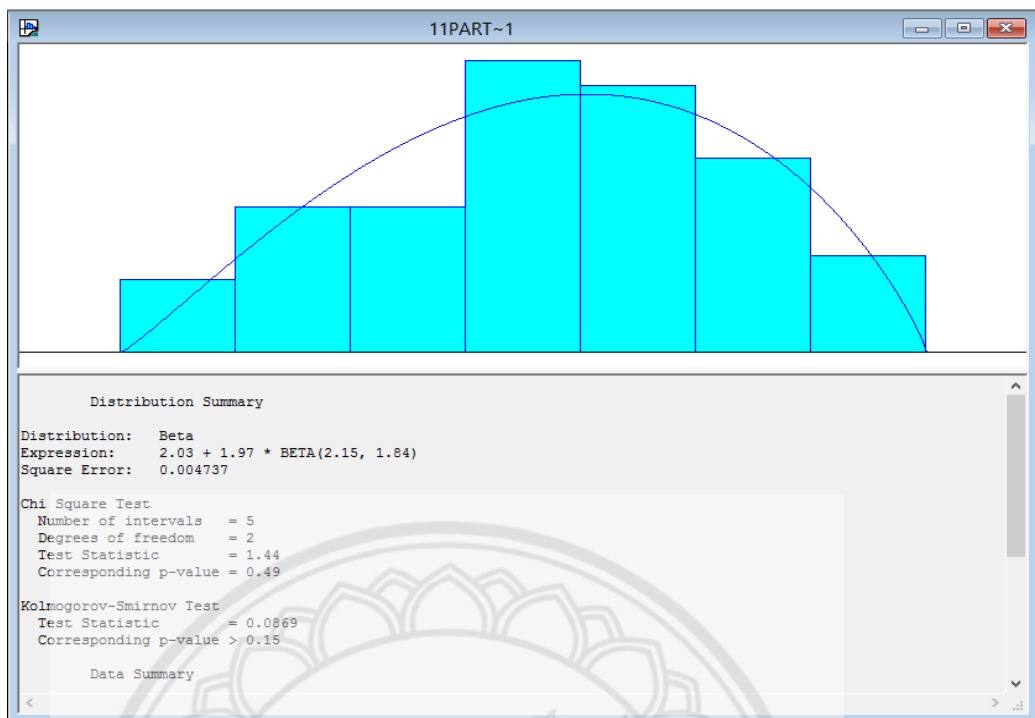 11PART~1
Distribution Summary
Distribution: Beta
Expression: 2.03 + 1.97 * BETA(2.15, 1.84)
Square Error: 0.004737
Chi Square Test
Number of intervals = 5
Degrees of freedom = 2
Test Statistic = 1.44
Corresponding p-value = 0.49
Kolmogorov-Smirnov Test
Test Statistic = 0.0869
Corresponding p-value > 0.15
Data Summary